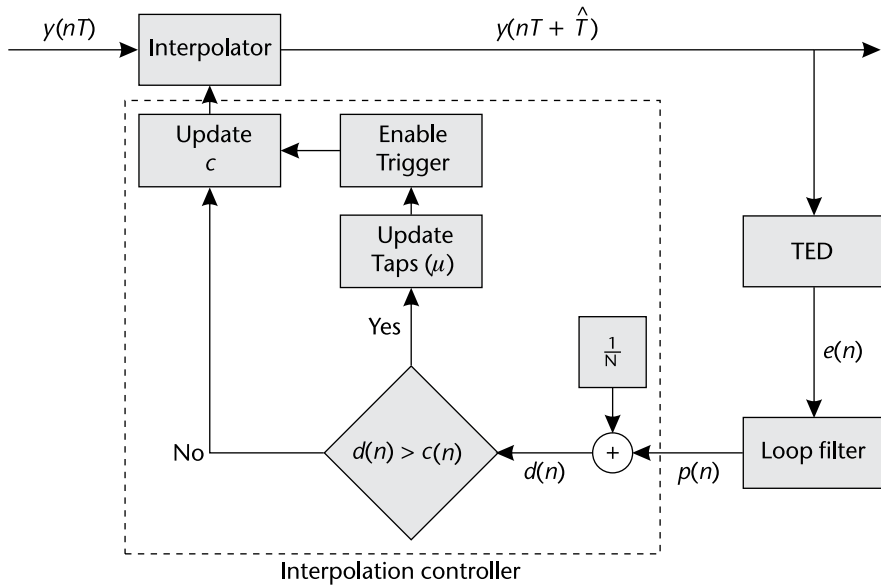 y(nT)
Interpolator
y(nT + T̂)
Update
c
Enable
Trigger
Update
Taps (μ)
TED
Yes
1/N
e(n)
No
d(n) > c(n)
d(n)
+
p(n)
Loop filter
Interpolation controller